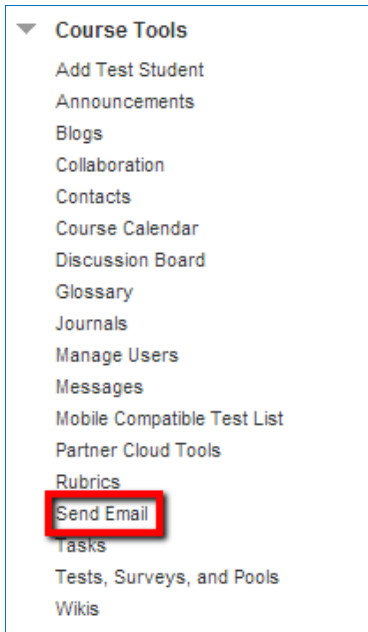 Course Tools
Add Test Student
Announcements
Blogs
Collaboration
Contacts
Course Calendar
Discussion Board
Glossary
Journals
Manage Users
Messages
Mobile Compatible Test List
Partner Cloud Tools
Rubrics
Send Email
Tasks
Tests, Surveys, and Pools
Wikis